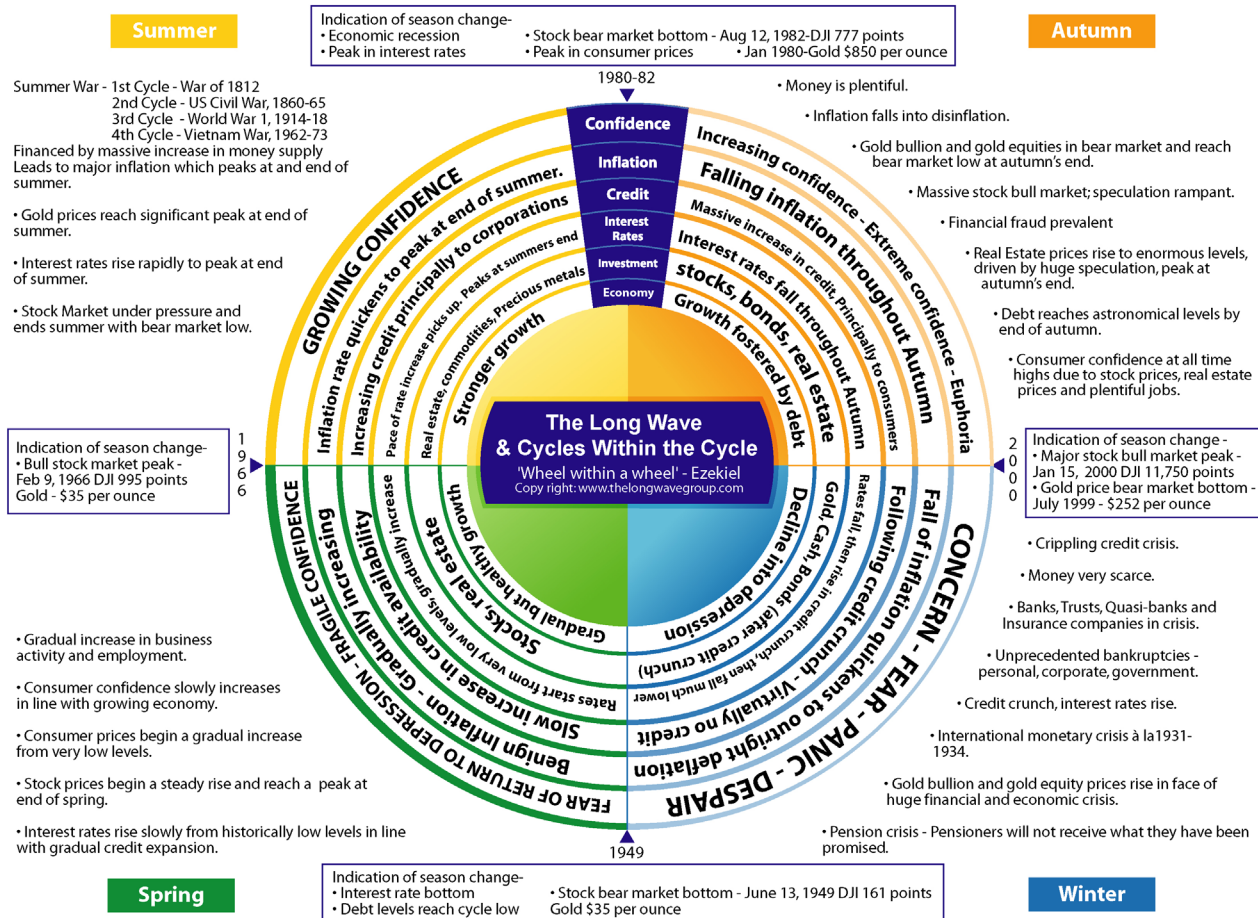 Summer
Indication of season change-
• Economic recession
• Stock bear market bottom - Aug 12, 1982-DJI 777 points
• Peak in interest rates
• Peak in consumer prices
• Jan 1980-Gold $850 per ounce
Autumn
1980-82
Summer War - 1st Cycle - War of 1812
2nd Cycle - US Civil War, 1860-65
3rd Cycle - World War 1, 1914-18
4th Cycle - Vietnam War, 1962-73
Financed by massive increase in money supply
Leads to major inflation which peaks at and end of
summer.
• Gold prices reach significant peak at end of
summer.
• Interest rates rise rapidly to peak at end
of summer.
• Stock Market under pressure and
ends summer with bear market low.
• Money is plentiful.
• Inflation falls into disinflation.
• Gold bullion and gold equities in bear market and reach
bear market low at autumn's end.
• Massive stock bull market; speculation rampant.
• Financial fraud prevalent
• Real Estate prices rise to enormous levels,
driven by huge speculation, peak at
autumn's end.
• Debt reaches astronomical levels by
end of autumn.
• Consumer confidence at all time
highs due to stock prices, real estate
prices and plentiful jobs.
Confidence
Inflation
Credit
Interest
Rates
Investment
Economy
GROWING CONFIDENCE
Inflation rate quickens to peak at end of summer.
Increasing credit principally to corporations
Pace of rate increase picks up. Peaks at summers end
Real estate, commodities, Precious metals
Stronger growth
Increasing confidence - Extreme confidence - Euphoria
Falling inflation throughout Autumn
Massive increase in credit, Principally to consumers
Interest rates fall throughout Autumn
stocks, bonds, real estate
Growth fostered by debt
The Long Wave
& Cycles Within the Cycle
'Wheel within a wheel' - Ezekiel
Copy right: www.thelongwavegroup.com
Indication of season change-
• Bull stock market peak -
Feb 9, 1966 DJI 995 points
Gold - $35 per ounce
1966
2000
Indication of season change -
• Major stock bull market peak -
Jan 15, 2000 DJI 11,750 points
• Gold price bear market bottom -
July 1999 - $252 per ounce
FEAR OF RETURN TO DEPRESSION - FRAGILE CONFIDENCE
Benign Inflation - Gradually increasing
Slow increase in credit availability
Rates start from very low levels, gradually increase
Stocks, real estate
Gradual but healthy growth
CONCERN - FEAR - PANIC - DESPAIR
Fall of inflation quickens to outright deflation
Following credit crunch - Virtually no credit
Rates fall, then rise in credit crunch, then fall much lower
Gold, Cash, Bonds (after credit crunch)
Decline into depression
• Gradual increase in business
activity and employment.
• Consumer confidence slowly increases
in line with growing economy.
• Consumer prices begin a gradual increase
from very low levels.
• Stock prices begin a steady rise and reach a peak at
end of spring.
• Interest rates rise slowly from historically low levels in line
with gradual credit expansion.
• Crippling credit crisis.
• Money very scarce.
• Banks, Trusts, Quasi-banks and
Insurance companies in crisis.
• Unprecedented bankruptcies -
personal, corporate, government.
• Credit crunch, interest rates rise.
• International monetary crisis à la1931-
1934.
• Gold bullion and gold equity prices rise in face of
huge financial and economic crisis.
• Pension crisis - Pensioners will not receive what they have been
promised.
1949
Spring
Indication of season change-
• Interest rate bottom
• Stock bear market bottom - June 13, 1949 DJI 161 points
• Debt levels reach cycle low
Gold $35 per ounce
Winter